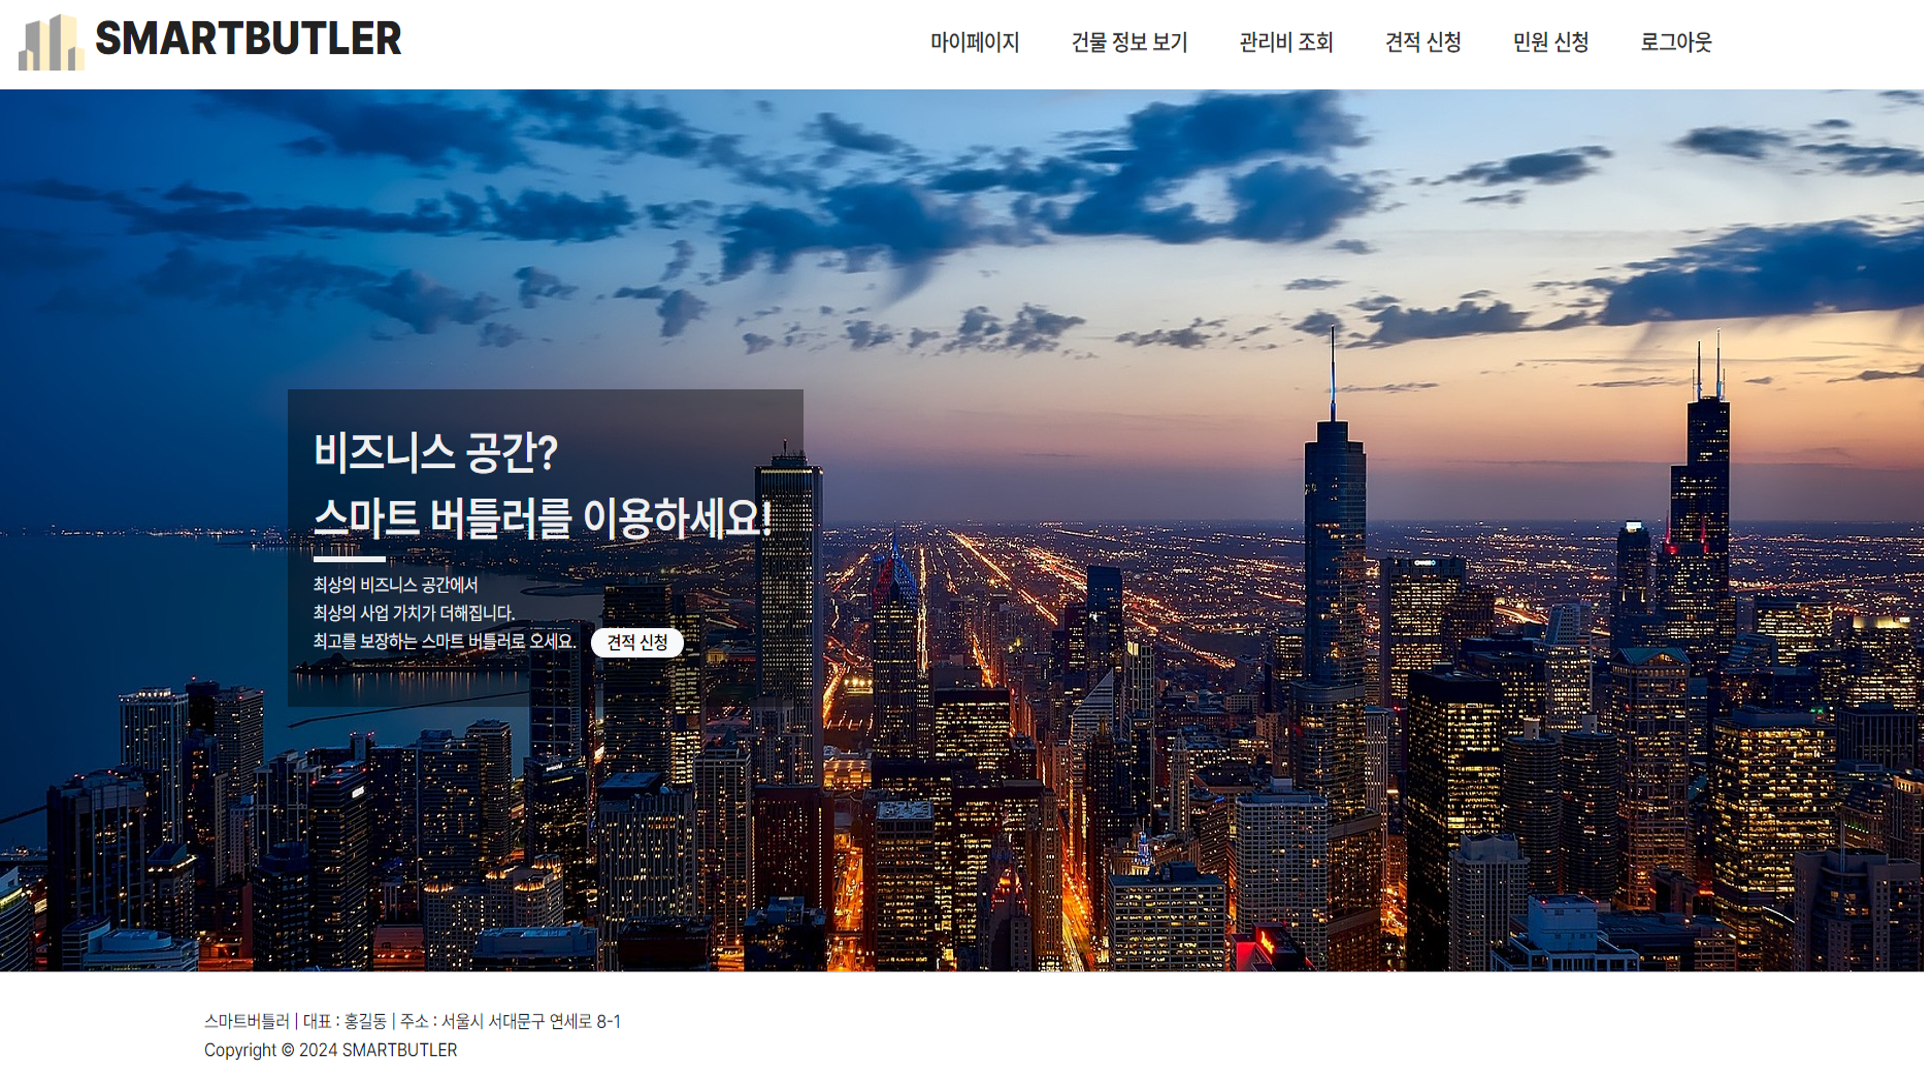 SMARTBUTLER
마이페이지 건물 정보 보기 관리비 조회 견적 신청 민원 신청 로그아웃
비즈니스 공간?
스마트 버틀러를 이용하세요!
최상의 비즈니스 공간에서
최상의 사업 가치가 더해집니다.
최고를 보장하는 스마트 버틀러로 오세요. 견적 신청
스마트버틀러 | 대표 : 홍길동 | 주소 : 서울시 서대문구 연세로 8-1
Copyright © 2024 SMARTBUTLER